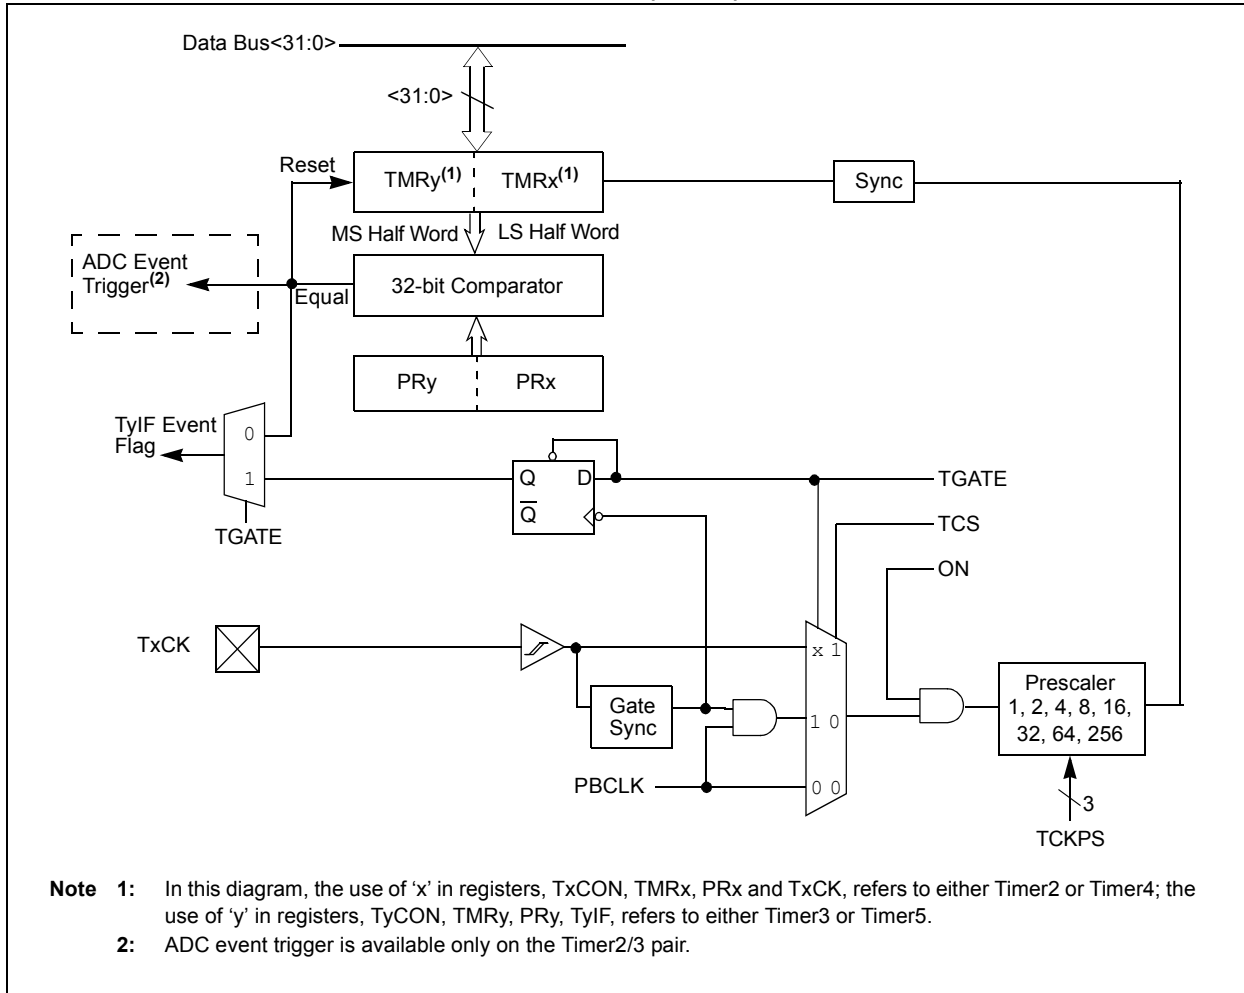 Data Bus<31:0>
<31:0>
Reset
TMRy(1)
TMRx(1)
Sync
MS Half Word
LS Half Word
ADC Event
Trigger(2)
Equal
32-bit Comparator
PRy
PRx
TyIF Event
Flag
0
1
TGATE
Q
D
Q̅
TGATE
TCS
ON
TxCK
x 1
Gate
Sync
1 0
Prescaler
1, 2, 4, 8, 16,
32, 64, 256
PBCLK
0 0
3
TCKPS
Note 1: In this diagram, the use of ‘x’ in registers, TxCON, TMRx, PRx and TxCK, refers to either Timer2 or Timer4; the
use of ‘y’ in registers, TyCON, TMRy, PRy, TyIF, refers to either Timer3 or Timer5.
2: ADC event trigger is available only on the Timer2/3 pair.